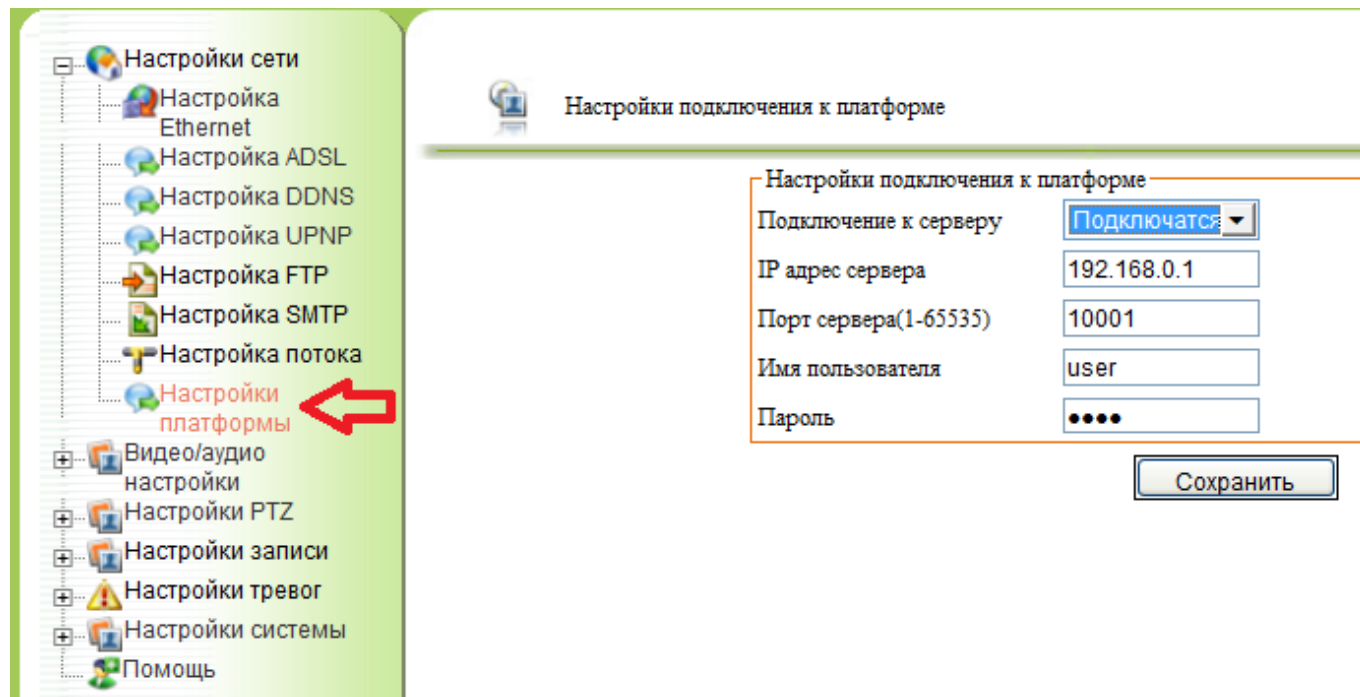 Настройки сети
Настройка
Ethernet
Настройка ADSL
Настройка DDNS
Настройка UPNP
Настройка FTP
Настройка SMTP
Настройка потока
Настройки
платформы
Видео/аудио
настройки
Настройки PTZ
Настройки записи
Настройки тревог
Настройки системы
Помощь
Настройки подключения к платформе
Настройки подключения к платформе
Подключение к серверу
Подключатся
IP адрес сервера
192.168.0.1
Порт сервера(1-65535)
10001
Имя пользователя
user
Пароль
●●●●
Сохранить